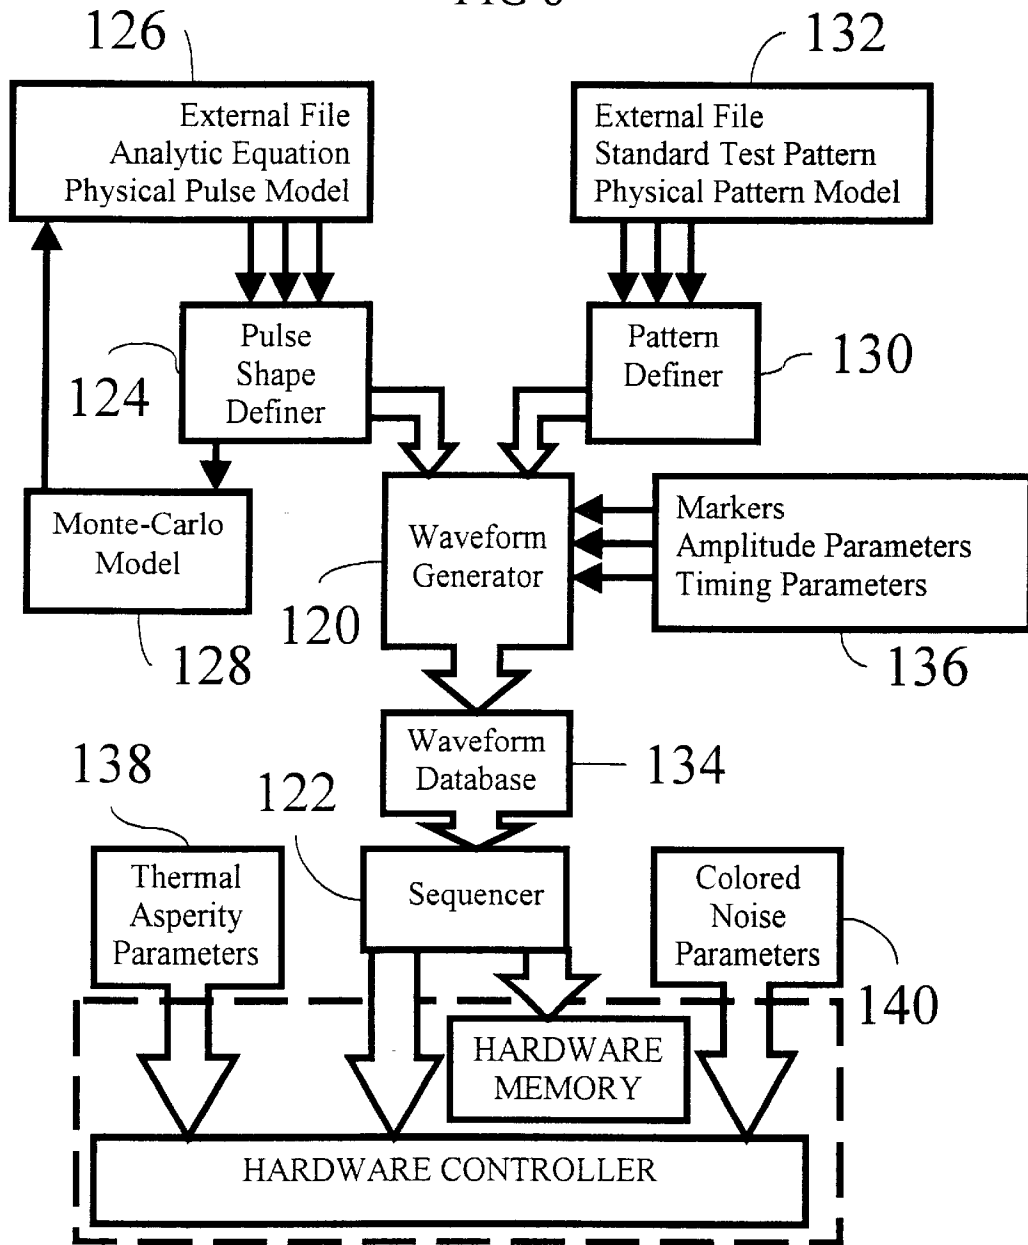 126
132
External File
Analytic Equation
Physical Pulse Model
External File
Standard Test Pattern
Physical Pattern Model
Pulse
Shape
Definer
124
Pattern
Definer
130
Monte-Carlo
Model
128
Waveform
Generator
120
Markers
Amplitude Parameters
Timing Parameters
136
Waveform
Database
134
138
122
Thermal
Asperity
Parameters
Sequencer
Colored
Noise
Parameters
140
HARDWARE
MEMORY
HARDWARE CONTROLLER